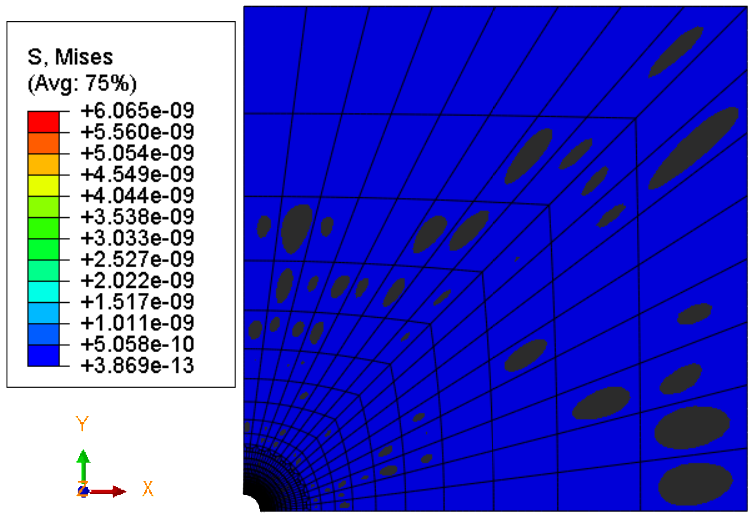 S, Mises
(Avg: 75%)
+6.065e-09
+5.560e-09
+5.054e-09
+4.549e-09
+4.044e-09
+3.538e-09
+3.033e-09
+2.527e-09
+2.022e-09
+1.517e-09
+1.011e-09
+5.058e-10
+3.869e-13
Y
Z
X